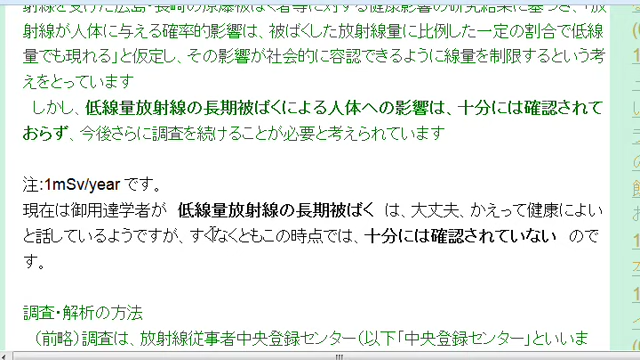 射線を受けた広島・長崎の原爆被ばく者等に対する健康影響の研究結果に基づき、「放
射線が人体に与える確率的影響は、被ばくした放射線量に比例した一定の割合で低線
量でも現れる」と仮定し、その影響が社会的に容認できるように線量を制限するという考
えをとっています
しかし、低線量放射線の長期被ばくによる人体への影響は、十分には確認されて
おらず、今後さらに調査を続けることが必要と考えられています
注:1mSv/year です。
現在は御用達学者が 低線量放射線の長期被ばく は、大丈夫、かえって健康によい
と話しているようですが、すくなくともこの時点では、十分には確認されていない ので
す。
調査・解析の方法
(前略)調査は、放射線従事者中央登録センター(以下「中央登録センター」といいま